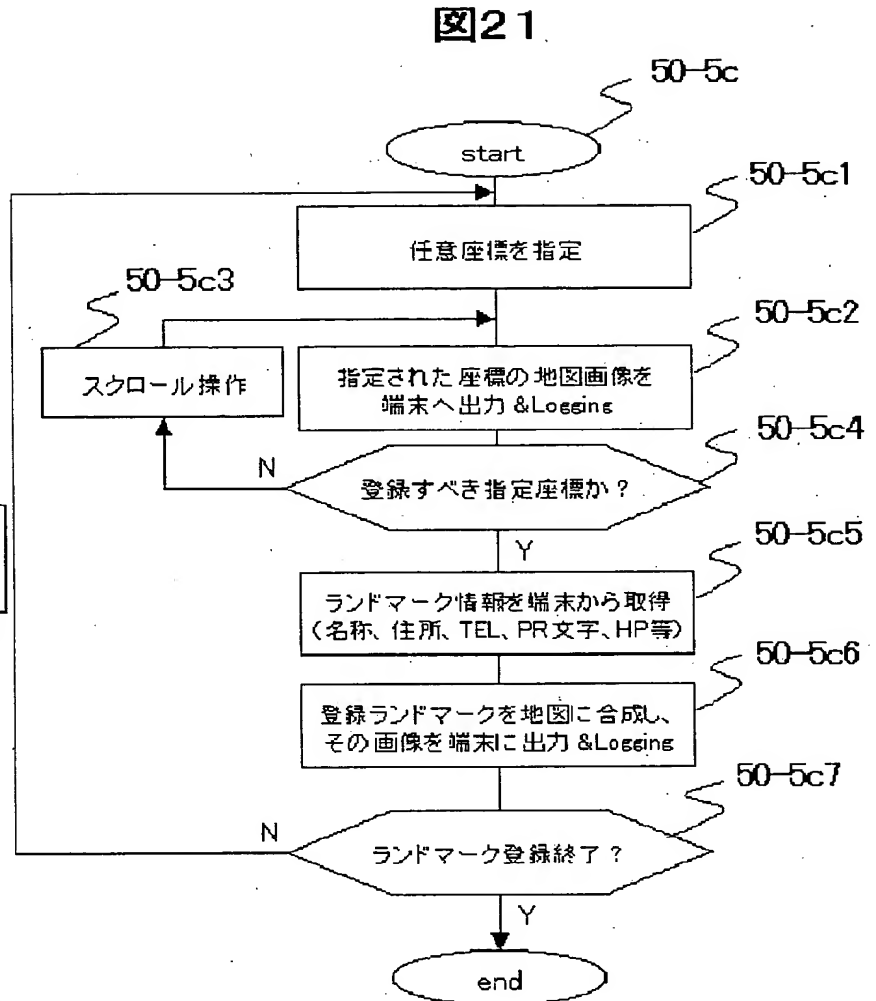 図21
50-5c
start
50-5c1
任意座標を指定
50-5c3
スクロール操作
50-5c2
指定された座標の地図画像を
端末へ出力 &Logging
50-5c4
N
登録すべき指定座標か？
Y
50-5c5
ランドマーク情報を端末から取得
（名称、住所、TEL、PR文字、HP等）
50-5c6
登録ランドマークを地図に合成し、
その画像を端末に出力 &Logging
50-5c7
N
ランドマーク登録終了？
Y
end